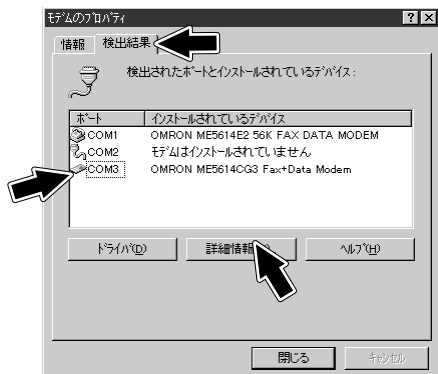 モデムのプロパティ
情報 検出結果
検出されたポートとインストールされているデバイス:
ポート インストールされているデバイス
COM1 OMRON ME5614E2 56K FAX DATA MODEM
COM2 モデムはインストールされていません
COM3 OMRON ME5614CG3 Fax+Data Modem
ドライバ(D) 詳細情報 ヘルプ(H)
閉じる キャンセル